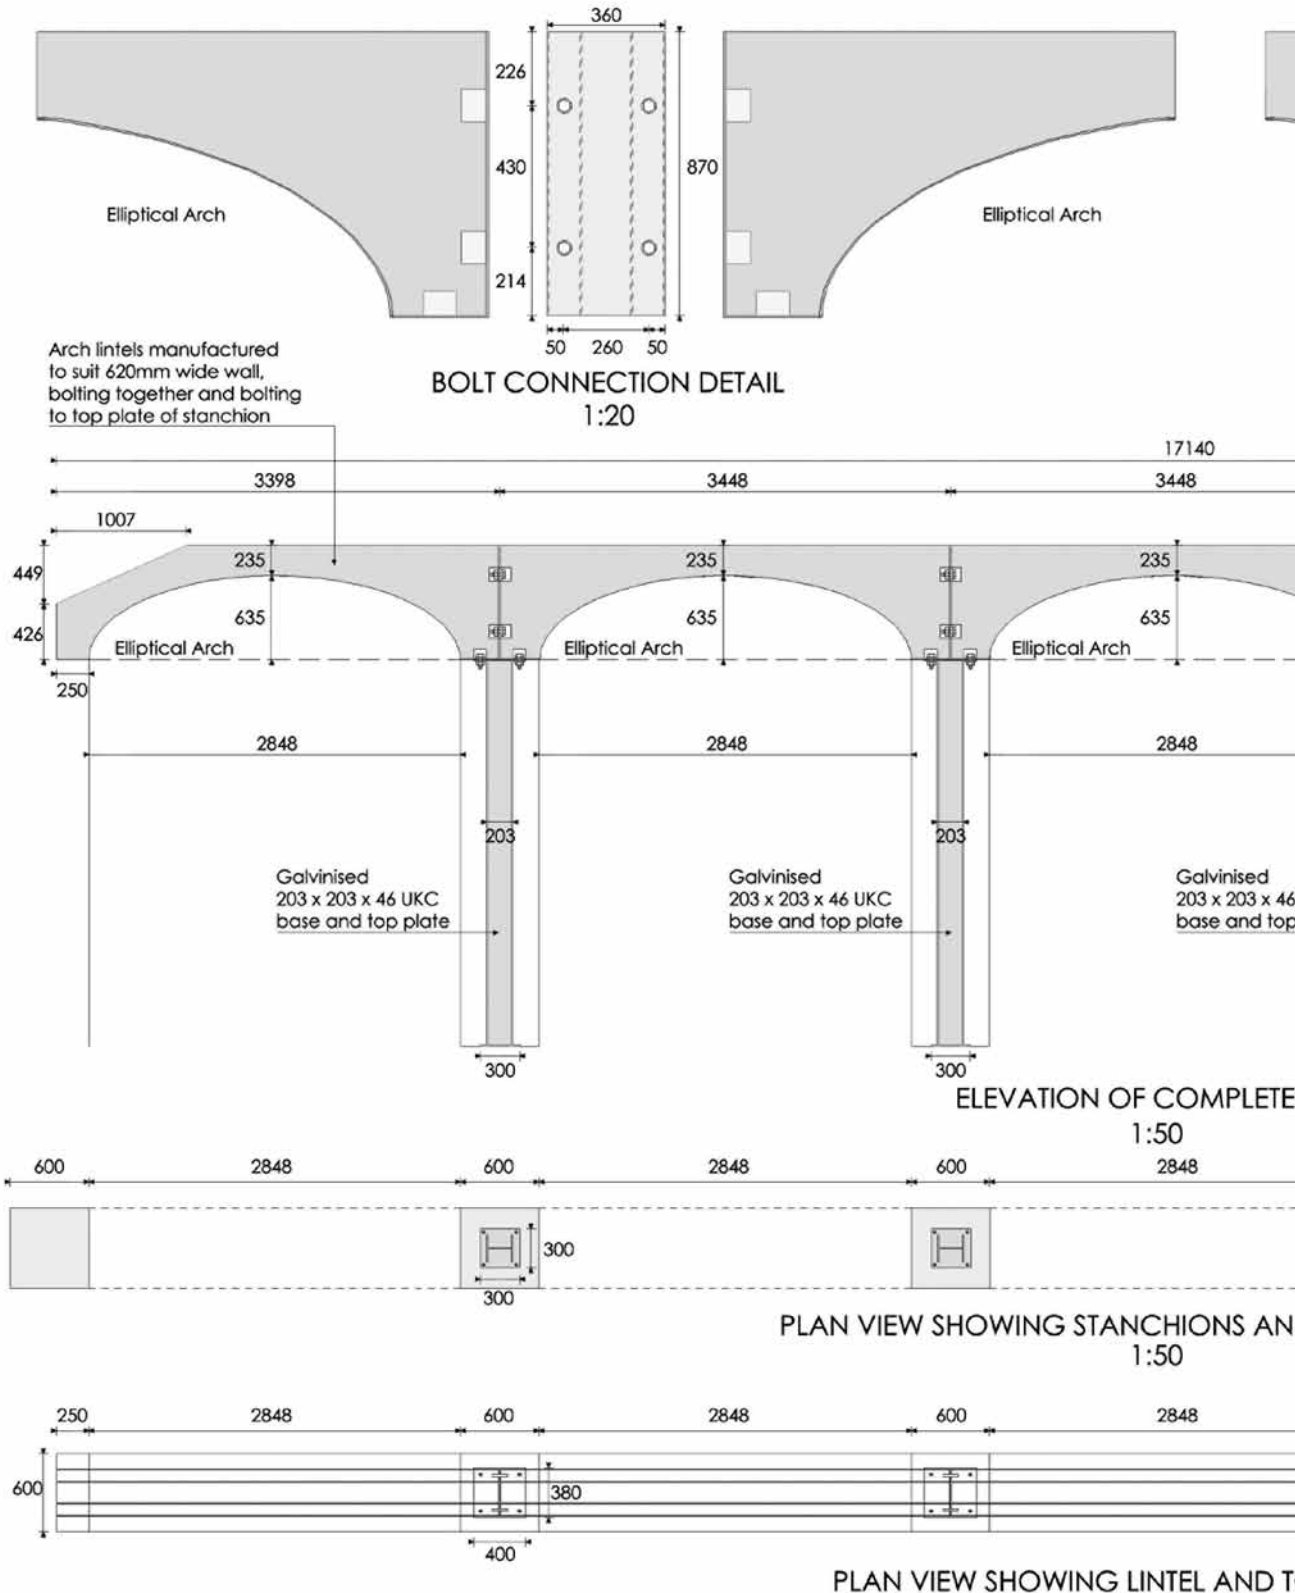 360
226
430
870
Elliptical Arch
Elliptical Arch
214
50 260 50
Arch lintels manufactured
to suit 620mm wide wall,
bolting together and bolting
to top plate of stanchion
BOLT CONNECTION DETAIL
1:20
17140
3398
3448
3448
1007
235
235
235
449
635
635
635
426
Elliptical Arch
Elliptical Arch
Elliptical Arch
250
2848
2848
2848
203
203
Galvinised
203 x 203 x 46 UKC
base and top plate
Galvinised
203 x 203 x 46 UKC
base and top plate
Galvinised
203 x 203 x 46
base and top
300
300
ELEVATION OF COMPLETE
1:50
600 2848 600 2848 600 2848
300
300
PLAN VIEW SHOWING STANCHIONS AN
1:50
250 2848 600 2848 600 2848
600
380
400
PLAN VIEW SHOWING LINTEL AND T